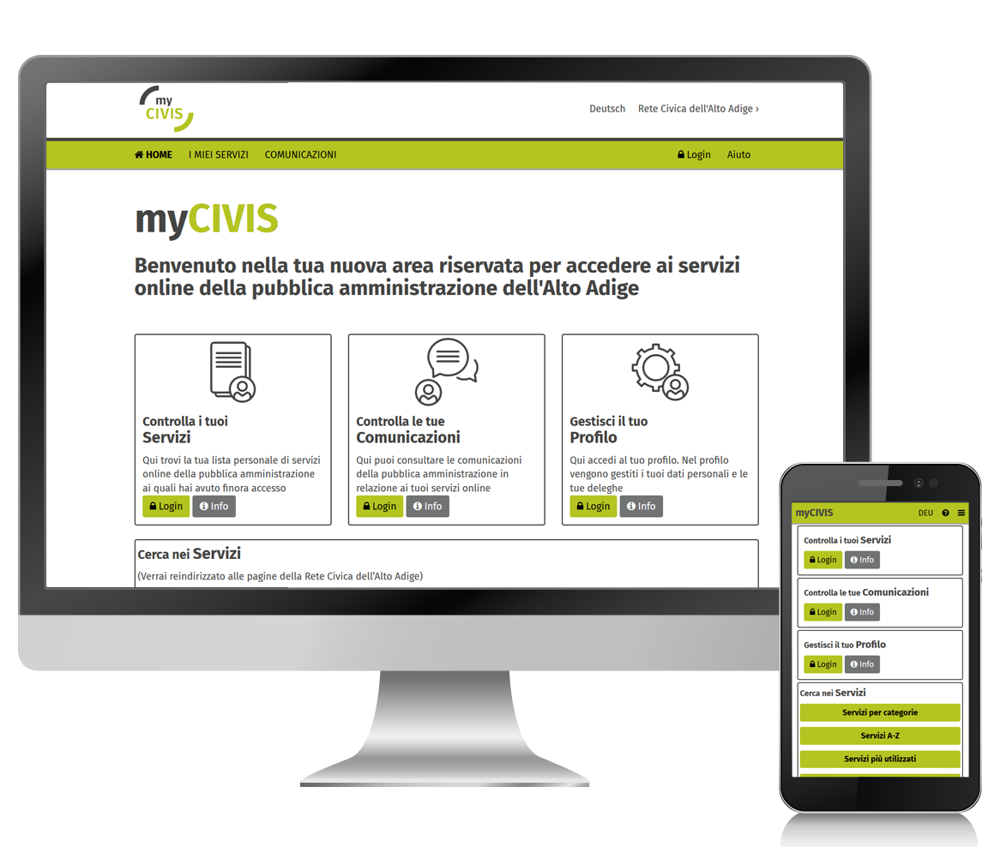 my
CIVIS
Deutsch Rete Civica dell'Alto Adige ›
HOME I MIEI SERVIZI COMUNICAZIONI Login Aiuto
myCIVIS
Benvenuto nella tua nuova area riservata per accedere ai servizi
online della pubblica amministrazione dell'Alto Adige
Controlla i tuoi
Servizi
Qui trovi la tua lista personale di servizi
online della pubblica amministrazione
ai quali hai avuto finora accesso
Login Info
Controlla le tue
Comunicazioni
Qui puoi consultare le comunicazioni
della pubblica amministrazione in
relazione ai tuoi servizi online
Login Info
Gestisci il tuo
Profilo
Qui accedi al tuo profilo. Nel profilo
vengono gestiti i tuoi dati personali e le
tue deleghe
Login Info
Cerca nei Servizi
(Verrai reindirizzato alle pagine della Rete Civica dell'Alto Adige)
myCIVIS DEU
Controlla i tuoi Servizi
Login Info
Controlla le tue Comunicazioni
Login Info
Gestisci il tuo Profilo
Login Info
Cerca nei Servizi
Servizi per categorie
Servizi A-Z
Servizi più utilizzati